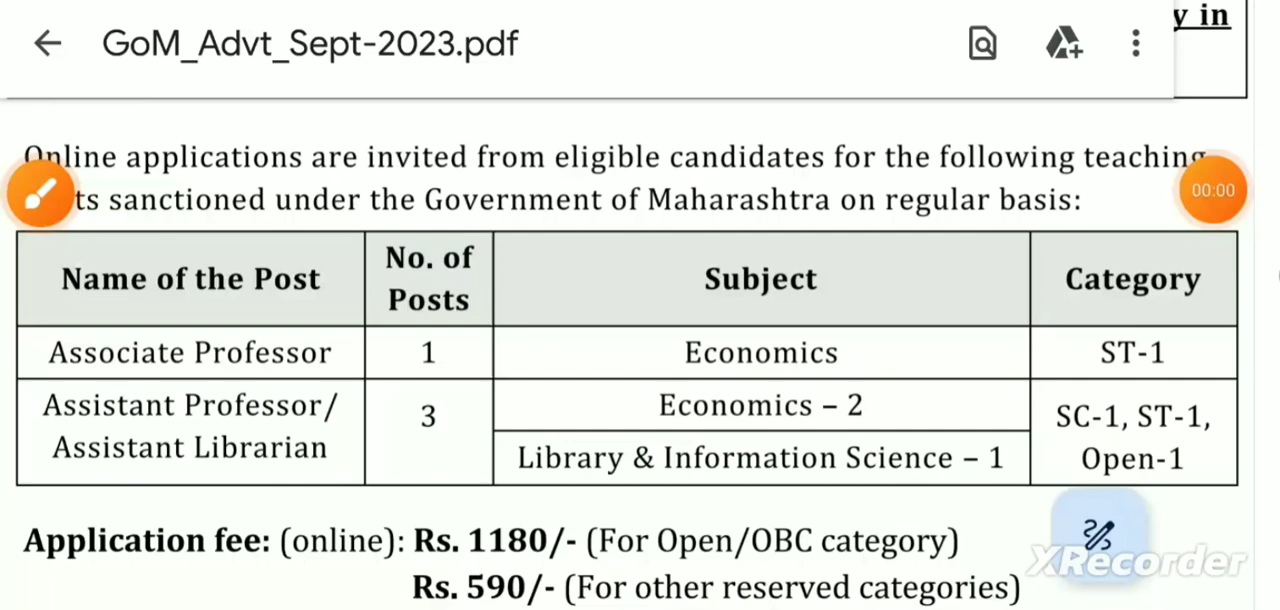 y in
GoM_Advt_Sept-2023.pdf
Online applications are invited from eligible candidates for the following teaching
ts sanctioned under the Government of Maharashtra on regular basis:
00:00
Name of the Post No. of Posts Subject Category
Associate Professor 1 Economics ST-1
Assistant Professor/ Assistant Librarian 3 Economics – 2 SC-1, ST-1, Open-1
Library & Information Science – 1
Application fee: (online): Rs. 1180/- (For Open/OBC category)
Rs. 590/- (For other reserved categories)
XRecorder